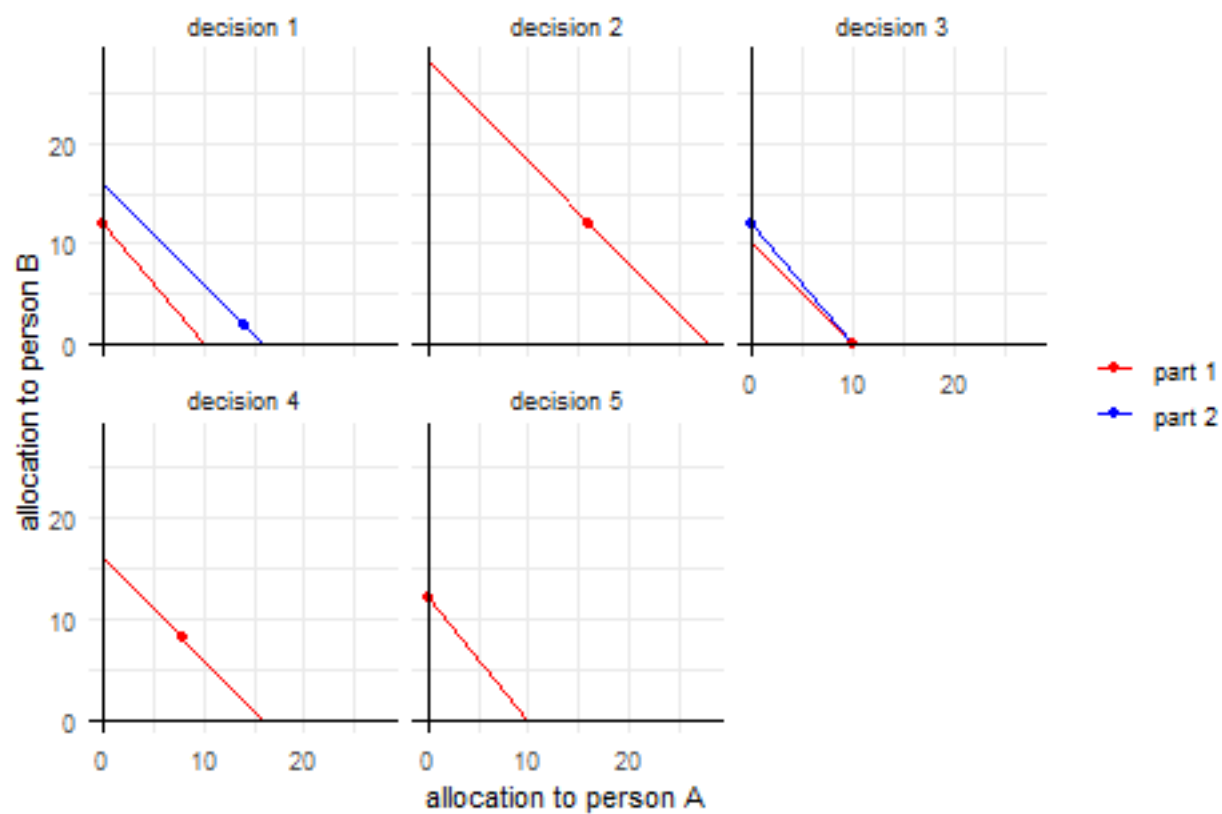 decision 1
decision 2
decision 3
20
10
0
0
10
20
decision 4
decision 5
20
10
0
0
10
20
0
10
20
allocation to person A
allocation to person B
part 1
part 2